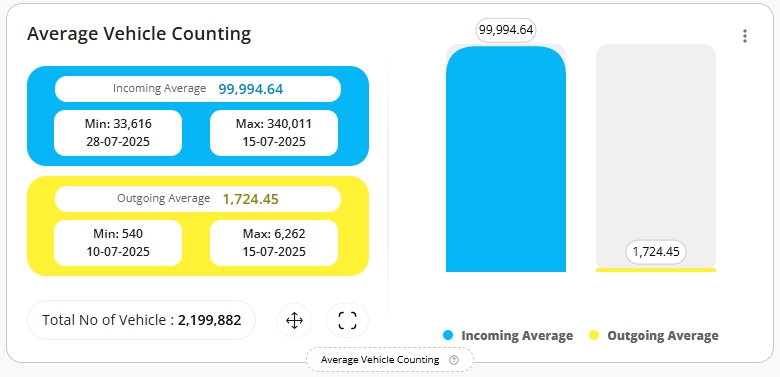 Average Vehicle Counting
Incoming Average 99,994.64
Min: 33,616
28-07-2025
Max: 340,011
15-07-2025
Outgoing Average 1,724.45
Min: 540
10-07-2025
Max: 6,262
15-07-2025
Total No of Vehicle : 2,199,882
99,994.64
1,724.45
Incoming Average
Outgoing Average
Average Vehicle Counting ?